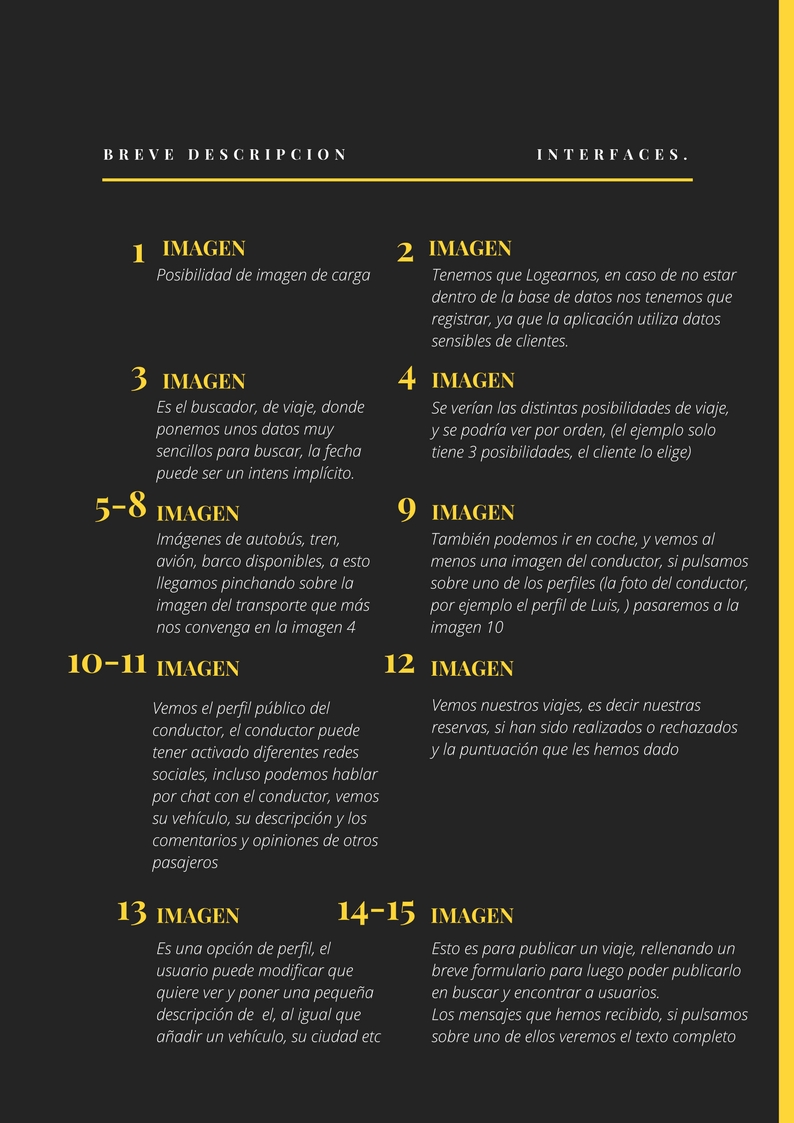 BREVE DESCRIPCION INTERFACES.
1 IMAGEN
Posibilidad de imagen de carga
2 IMAGEN
Tenemos que Logearnos, en caso de no estar
dentro de la base de datos nos tenemos que
registrar, ya que la aplicación utiliza datos
sensibles de clientes.
3 IMAGEN
Es el buscador, de viaje, donde
ponemos unos datos muy
sencillos para buscar, la fecha
puede ser un intens implícito.
4 IMAGEN
Se verían las distintas posibilidades de viaje,
y se podría ver por orden, (el ejemplo solo
tiene 3 posibilidades, el cliente lo elige)
5-8 IMAGEN
Imágenes de autobús, tren,
avión, barco disponibles, a esto
llegamos pinchando sobre la
imagen del transporte que más
nos convenga en la imagen 4
9 IMAGEN
También podemos ir en coche, y vemos al
menos una imagen del conductor, si pulsamos
sobre uno de los perfiles (la foto del conductor,
por ejemplo el perfil de Luis, ) pasaremos a la
imagen 10
10-11 IMAGEN
Vemos el perfil público del
conductor, el conductor puede
tener activado diferentes redes
sociales, incluso podemos hablar
por chat con el conductor, vemos
su vehículo, su descripción y los
comentarios y opiniones de otros
pasajeros
12 IMAGEN
Vemos nuestros viajes, es decir nuestras
reservas, si han sido realizados o rechazados
y la puntuación que les hemos dado
13 IMAGEN
Es una opción de perfil, el
usuario puede modificar que
quiere ver y poner una pequeña
descripción de  el, al igual que
añadir un vehículo, su ciudad etc
14-15 IMAGEN
Esto es para publicar un viaje, rellenando un
breve formulario para luego poder publicarlo
en buscar y encontrar a usuarios.
Los mensajes que hemos recibido, si pulsamos
sobre uno de ellos veremos el texto completo